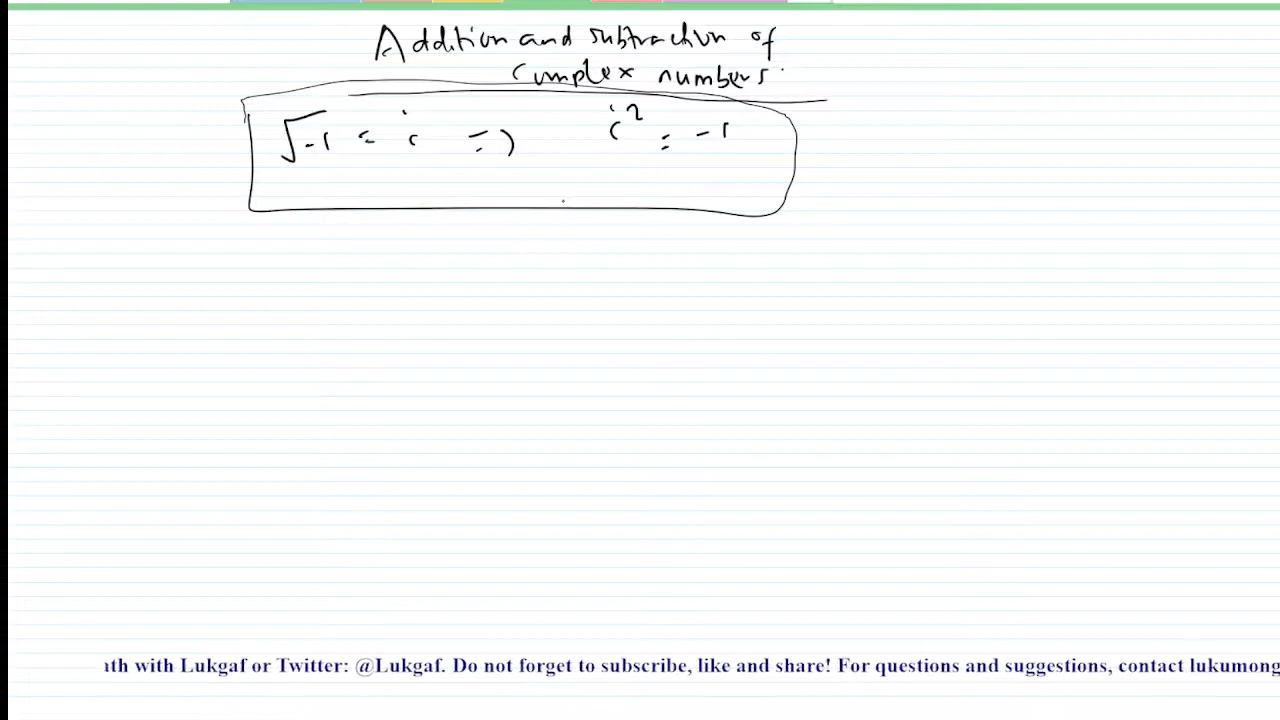 Addition and subtraction of
complex numbers.
√-1 = i => i² = -1
ath with Lukgaf or Twitter: @Lukgaf. Do not forget to subscribe, like and share! For questions and suggestions, contact lukumong